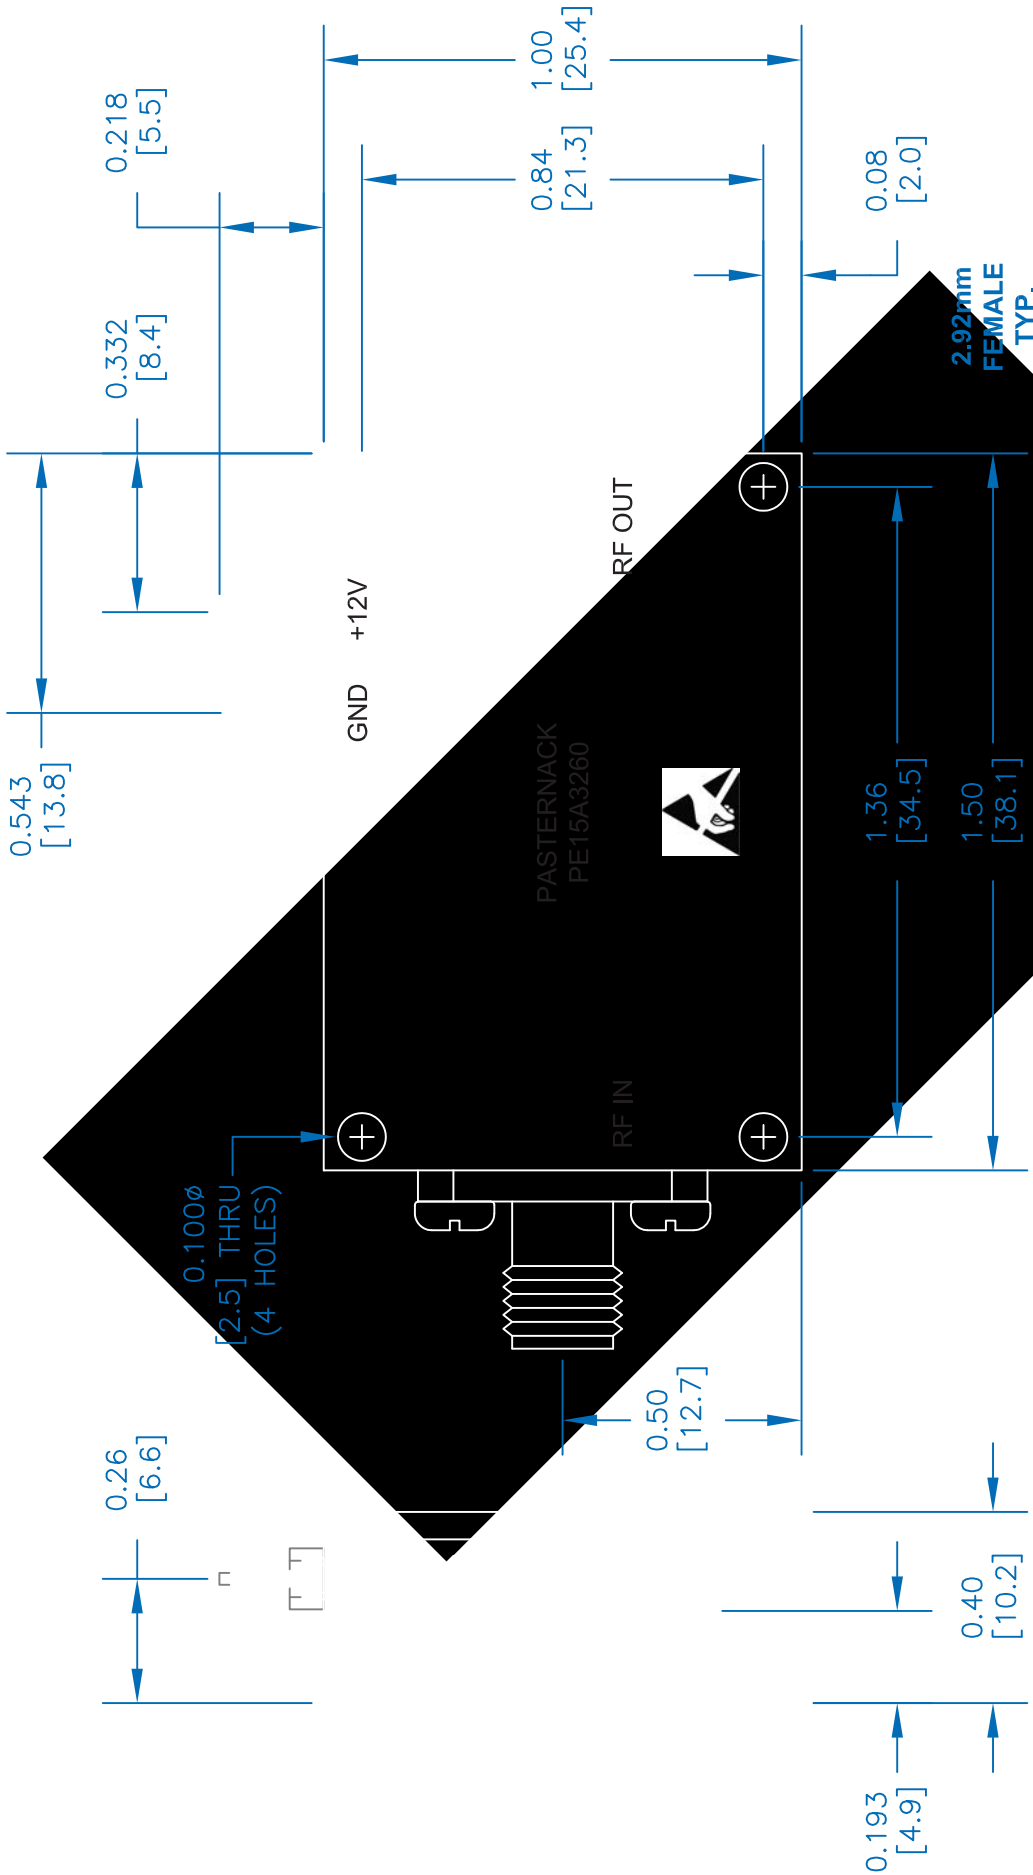 0.543
[13.8]
0.332
[8.4]
0.218
[5.5]
1.00
[25.4]
0.84
[21.3]
0.08
[2.0]
2.92mm
FEMALE
TYP.
GND
+12V
RF OUT
PASTERNACK
PE15A3260
RF IN
1.36
[34.5]
1.50
[38.1]
0.100ø
[2.5] THRU
(4 HOLES)
0.50
[12.7]
0.26
[6.6]
0.40
[10.2]
0.193
[4.9]